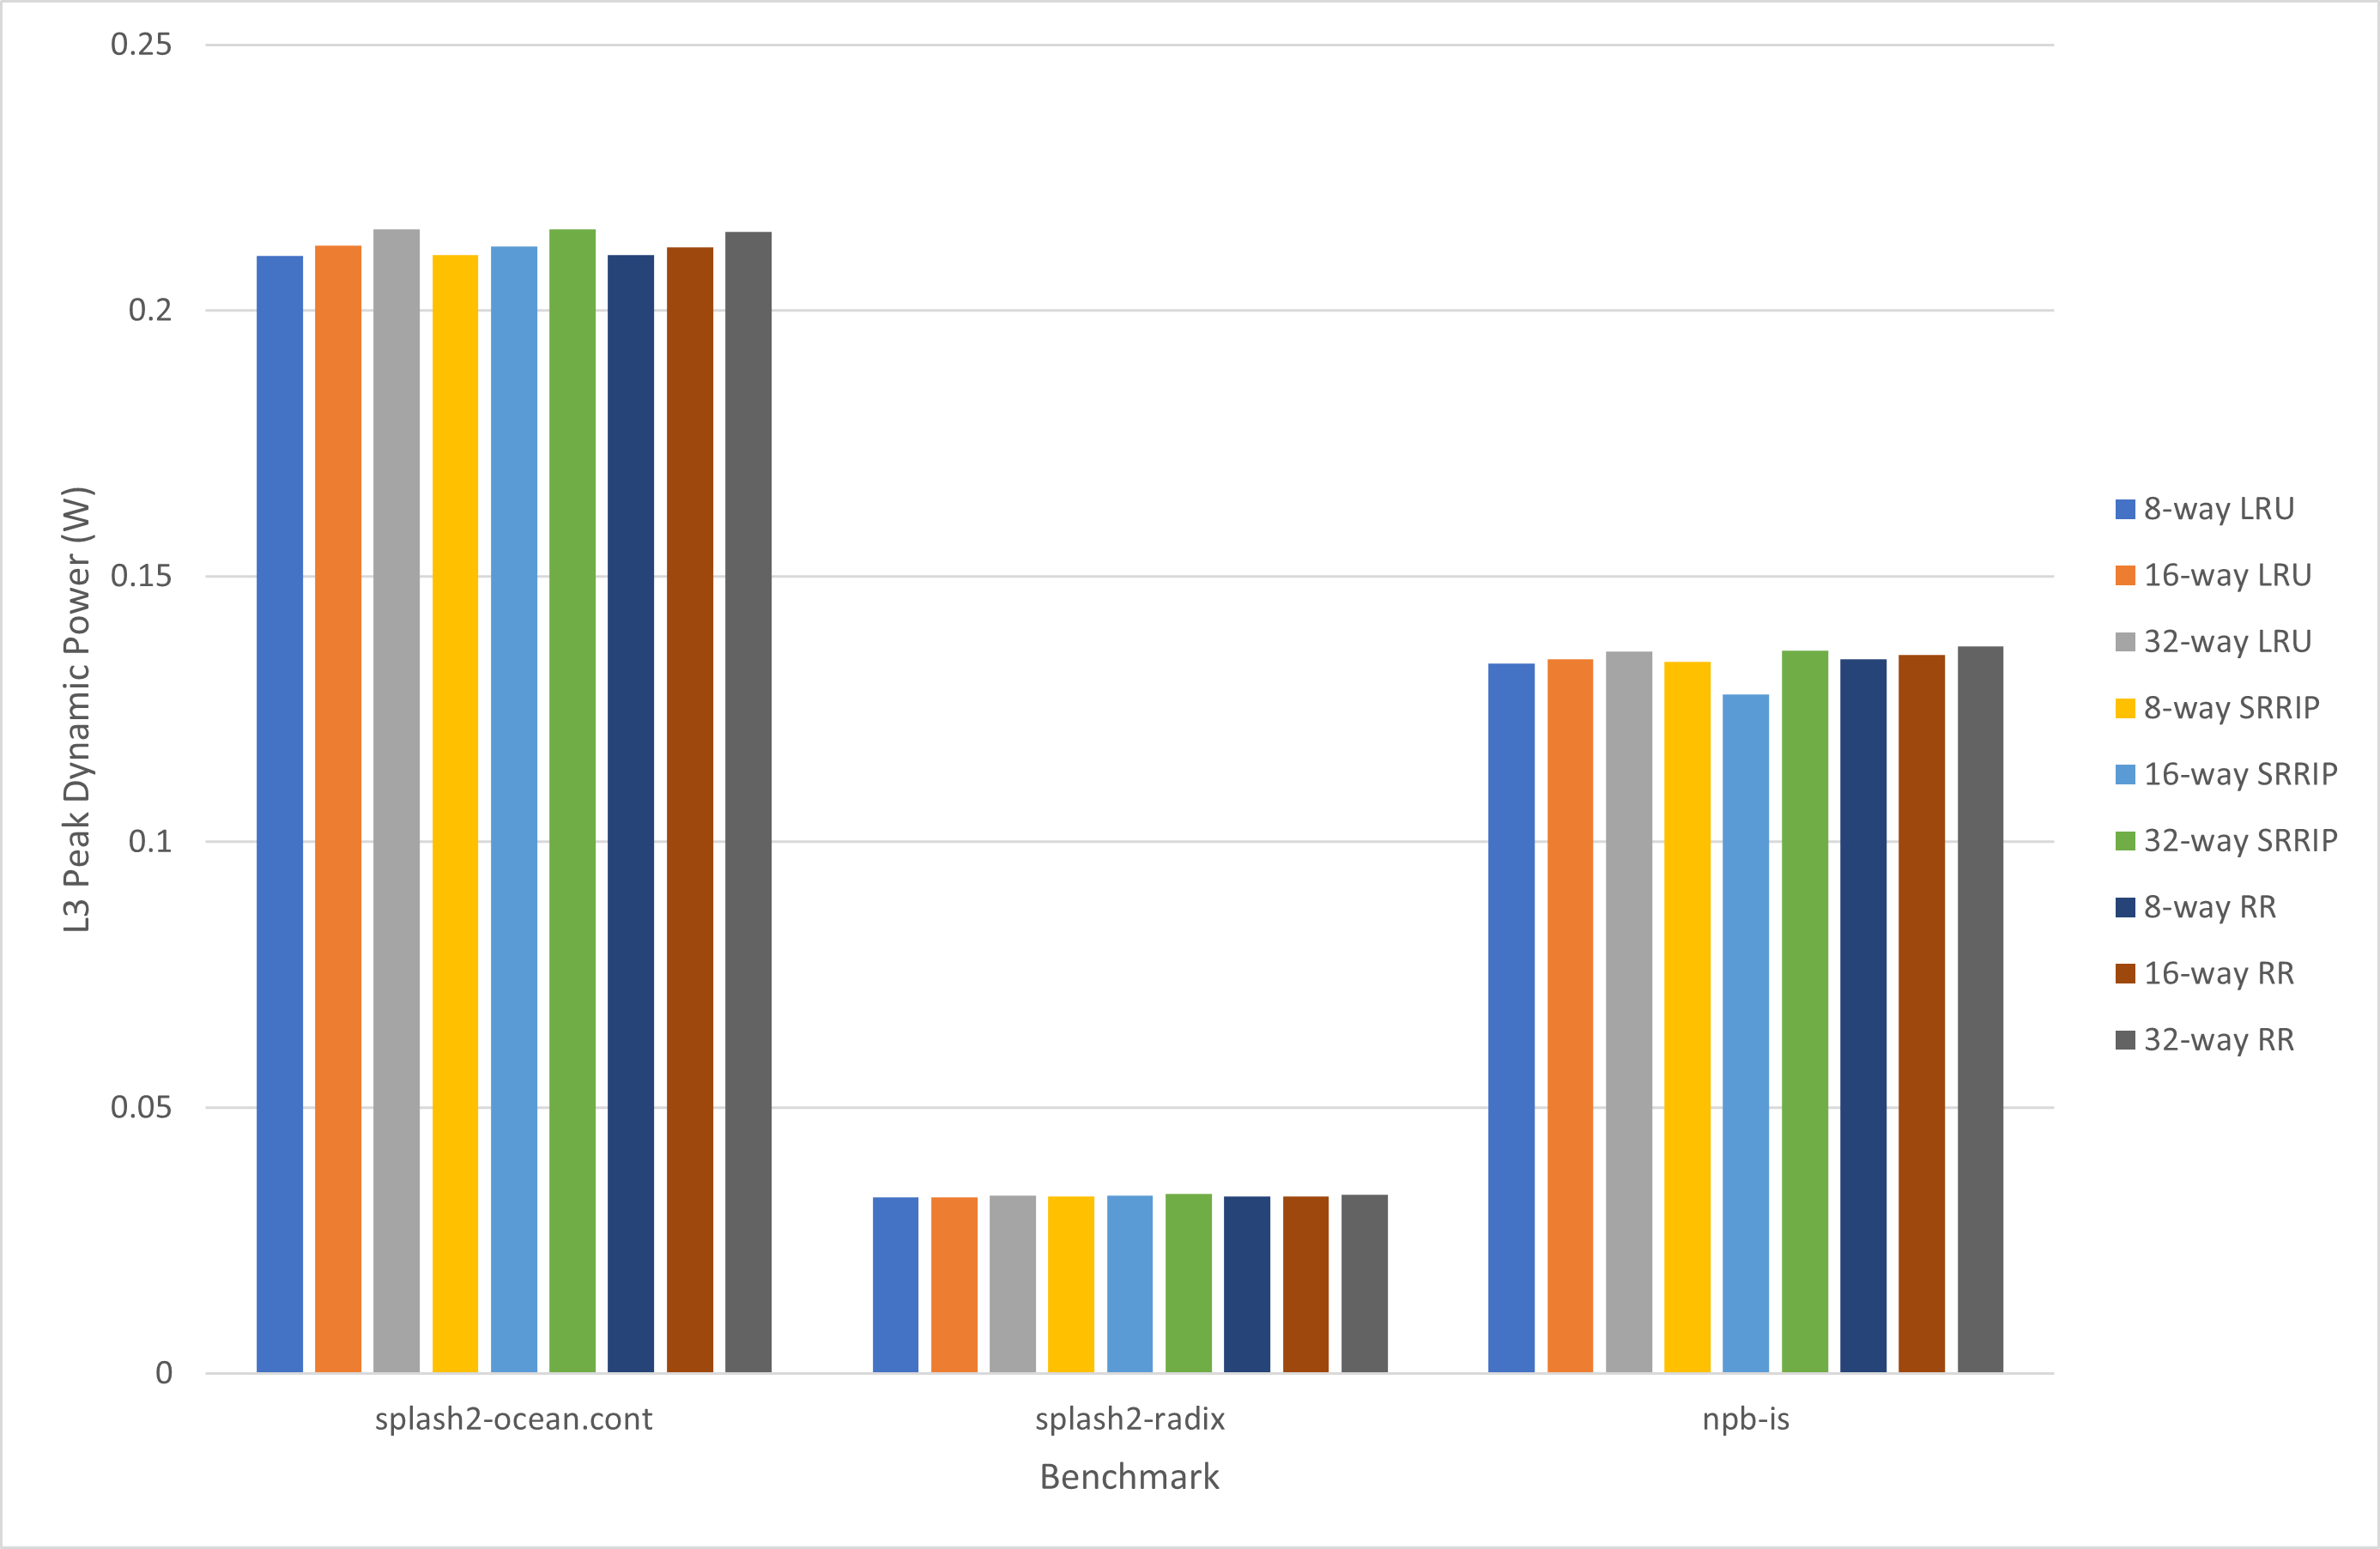 0.25
0.2
0.15
0.1
0.05
0
L3 Peak Dynamic Power (W)
splash2-ocean.cont
splash2-radix
npb-is
Benchmark
8-way LRU
16-way LRU
32-way LRU
8-way SRRIP
16-way SRRIP
32-way SRRIP
8-way RR
16-way RR
32-way RR